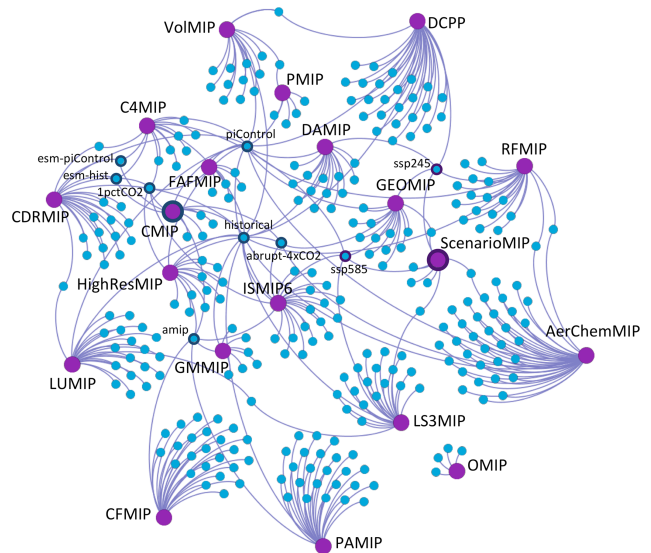 VolMIP
DCPP
PMIP
C4MIP
piControl
DAMIP
esm-piControl
esm-hist
1pctCO2
FAFMIP
ssp245
RFMIP
GEOMIP
CDRMIP
CMIP
historical
abrupt-4xCO2
ssp585
ScenarioMIP
HighResMIP
ISMIP6
amip
AerChemMIP
LUMIP
GMMIP
LS3MIP
OMIP
CFMIP
PAMIP